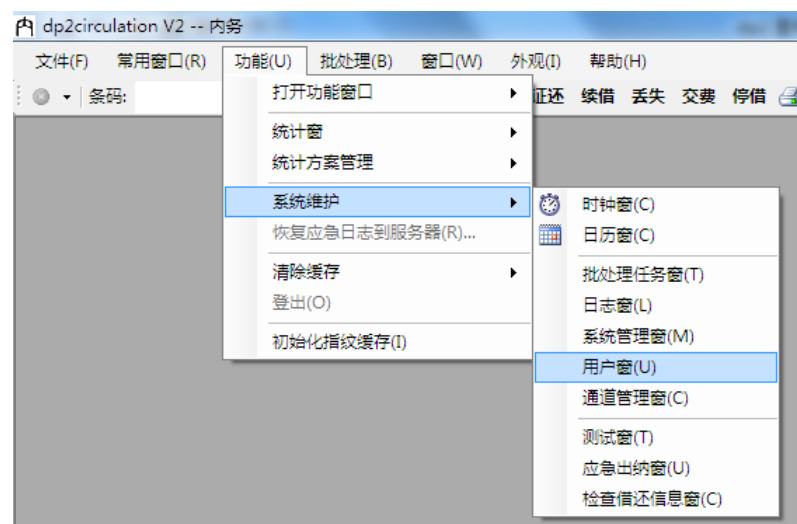 内 dp2circulation V2 -- 内务
文件(F) 常用窗口(R) 功能(U) 批处理(B) 窗口(W) 外观(I) 帮助(H)
条码: 证还 续借 丢失 交费 停借
打开功能窗口
统计窗
统计方案管理
系统维护
恢复应急日志到服务器(R)...
清除缓存
登出(O)
初始化指纹缓存(I)
时钟窗(C)
日历窗(C)
批处理任务窗(T)
日志窗(L)
系统管理窗(M)
用户窗(U)
通道管理窗(C)
测试窗(T)
应急出纳窗(U)
检查借还信息窗(C)